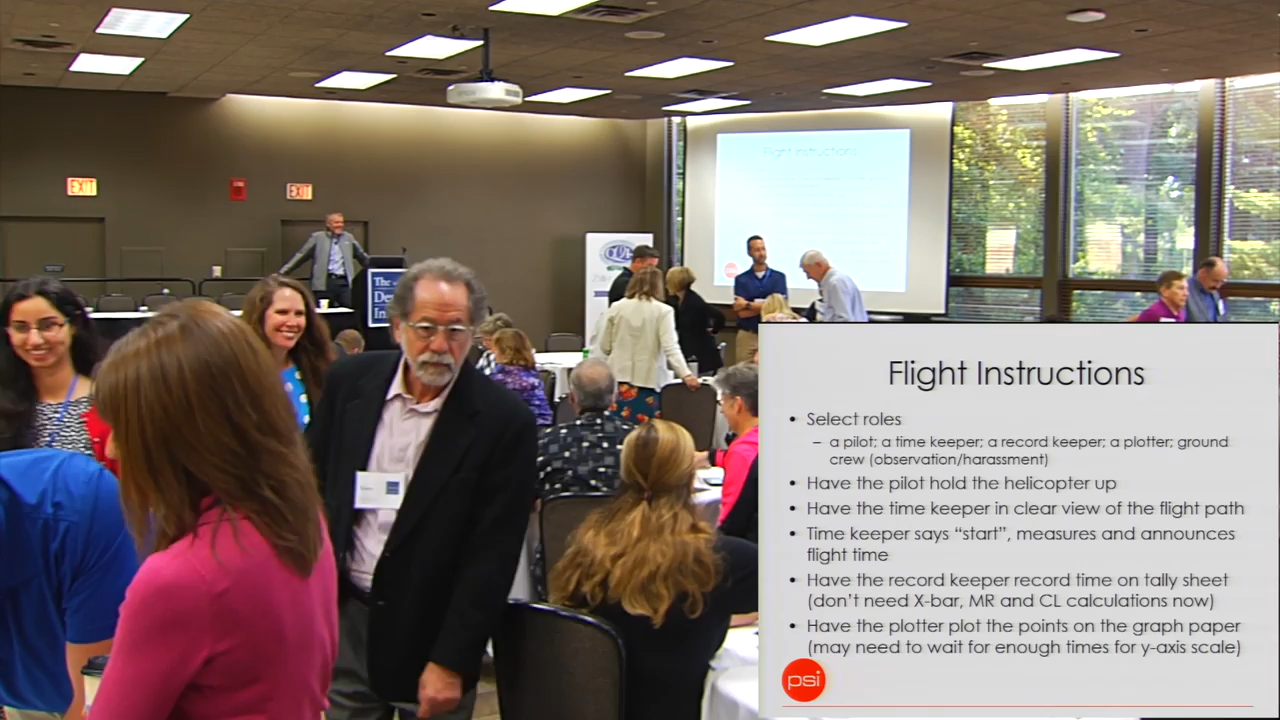 EXIT
EXIT
Flight Instructions
The
De
In
Flight Instructions
• Select roles
– a pilot; a time keeper; a record keeper; a plotter; ground
crew (observation/harassment)
• Have the pilot hold the helicopter up
• Have the time keeper in clear view of the flight path
• Time keeper says “start”, measures and announces
flight time
• Have the record keeper record time on tally sheet
(don’t need X-bar, MR and CL calculations now)
• Have the plotter plot the points on the graph paper
(may need to wait for enough times for y-axis scale)
psi